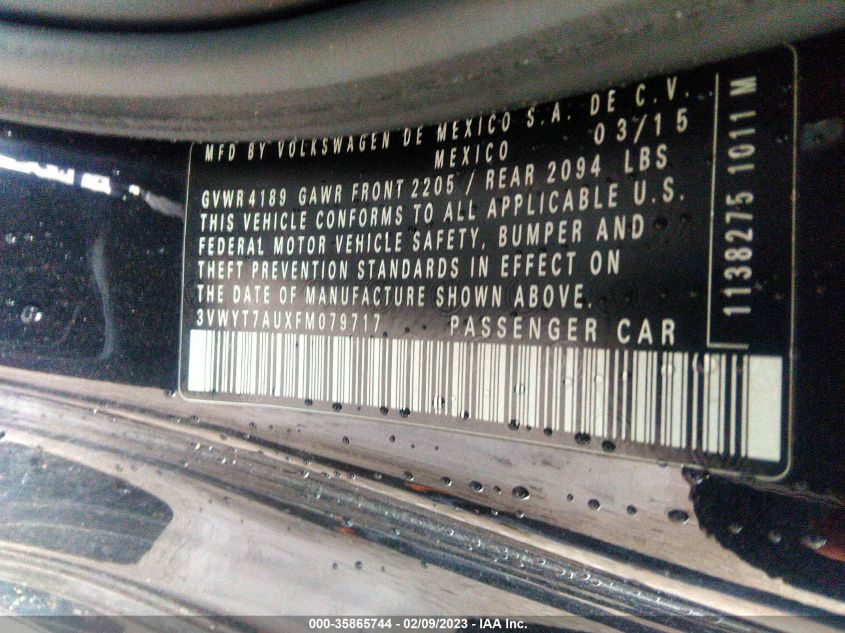 MFD BY VOLKSWAGEN DE MEXICO S.A. DE C.V.
MEXICO 03/15
GVWR 4189 GAWR FRONT 2205 / REAR 2094 LBS
THIS VEHICLE CONFORMS TO ALL APPLICABLE U.S.
FEDERAL MOTOR VEHICLE SAFETY, BUMPER AND
THEFT PREVENTION STANDARDS IN EFFECT ON
THE DATE OF MANUFACTURE SHOWN ABOVE.
3VWYT7AUXFM079717 PASSENGER CAR
1138275 1011 M
000-35865744 - 02/09/2023 - IAA Inc.